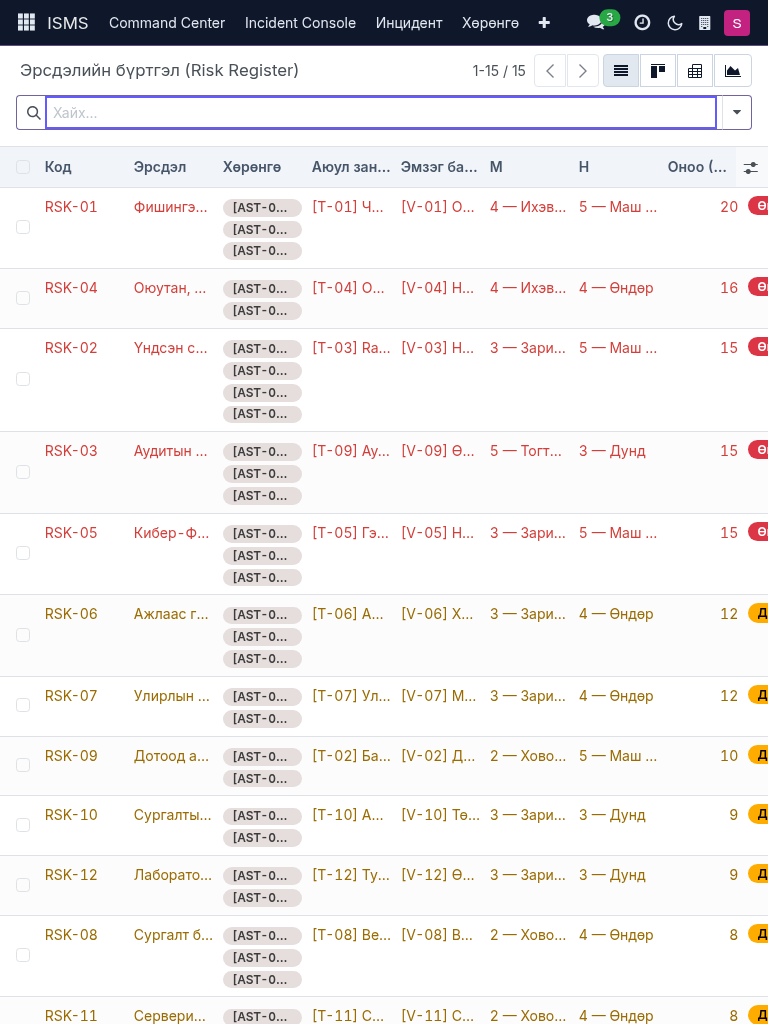 ISMS Command Center Incident Console Инцидент Хөрөнгө 3 S
Эрсдэлийн бүртгэл (Risk Register) 1-15 / 15
Хайх...
Код Эрсдэл Хөрөнгө Аюул зан... Эмзэг ба... М Н Оноо (...
RSK-01 Фишингэ... [AST-0... [T-01] Ч... [V-01] О... 4 — Ихэв... 5 — Маш ... 20
[AST-0...
[AST-0...
RSK-04 Оюутан, ... [AST-0... [T-04] О... [V-04] Н... 4 — Ихэв... 4 — Өндөр 16
[AST-0...
RSK-02 Үндсэн с... [AST-0... [T-03] Ra... [V-03] Н... 3 — Зари... 5 — Маш ... 15
[AST-0...
[AST-0...
[AST-0...
RSK-03 Аудитын ... [AST-0... [T-09] Ау... [V-09] Ө... 5 — Тогт... 3 — Дунд 15
[AST-0...
[AST-0...
RSK-05 Кибер-Ф... [AST-0... [T-05] Гэ... [V-05] Н... 3 — Зари... 5 — Маш ... 15
[AST-0...
[AST-0...
RSK-06 Ажлаас г... [AST-0... [T-06] А... [V-06] Х... 3 — Зари... 4 — Өндөр 12
[AST-0...
[AST-0...
RSK-07 Улирлын ... [AST-0... [T-07] Ул... [V-07] М... 3 — Зари... 4 — Өндөр 12
[AST-0...
RSK-09 Дотоод а... [AST-0... [T-02] Ба... [V-02] Д... 2 — Хово... 5 — Маш ... 10
[AST-0...
RSK-10 Сургалты... [AST-0... [T-10] А... [V-10] Тө... 3 — Зари... 3 — Дунд 9
[AST-0...
RSK-12 Лаборато... [AST-0... [T-12] Ту... [V-12] Ө... 3 — Зари... 3 — Дунд 9
[AST-0...
RSK-08 Сургалт б... [AST-0... [T-08] Ве... [V-08] В... 2 — Хово... 4 — Өндөр 8
[AST-0...
[AST-0...
RSK-11 Сервери... [AST-0... [T-11] С... [V-11] С... 2 — Хово... 4 — Өндөр 8